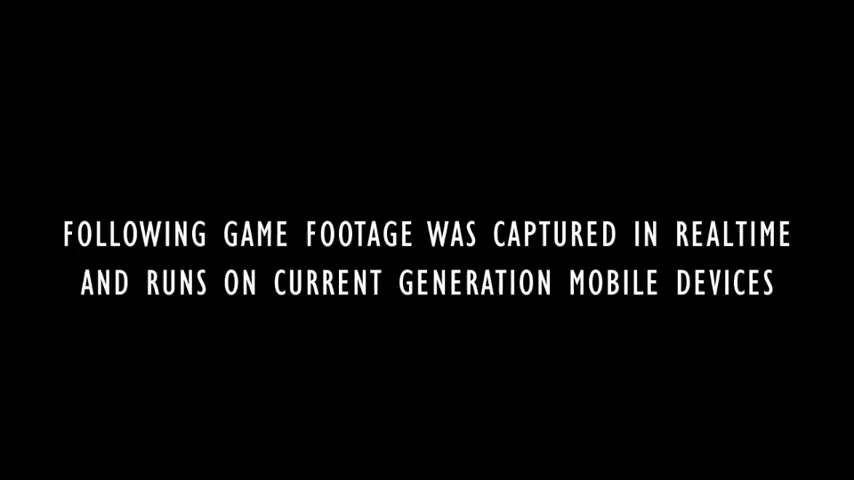 FOLLOWING GAME FOOTAGE WAS CAPTURED IN REALTIME
AND RUNS ON CURRENT GENERATION MOBILE DEVICES